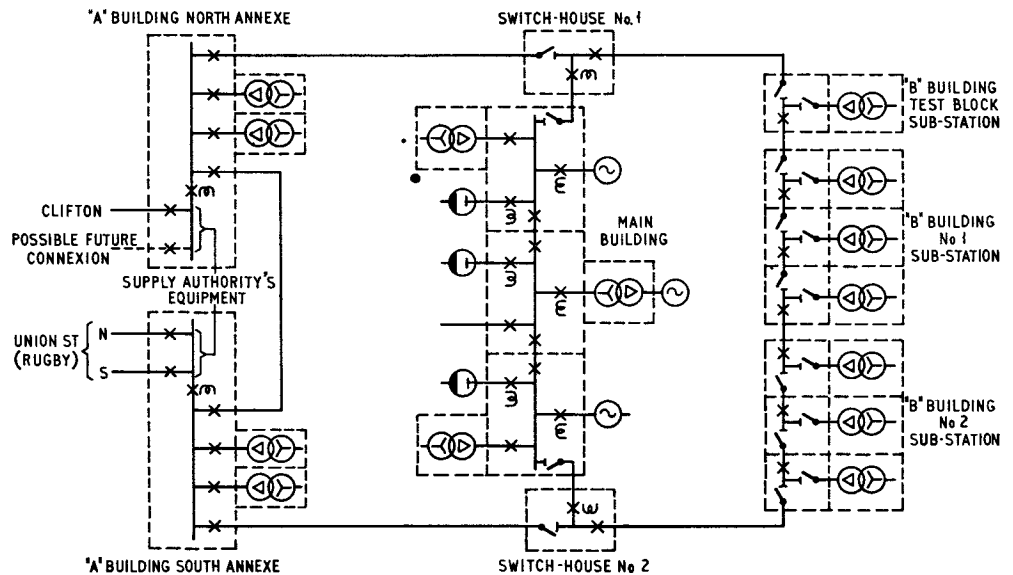 "A" BUILDING NORTH ANNEXE
SWITCH-HOUSE No. 1
"B" BUILDING
TEST BLOCK
SUB-STATION
CLIFTON
POSSIBLE FUTURE
CONNEXION
SUPPLY AUTHORITY'S
EQUIPMENT
MAIN
BUILDING
"B" BUILDING
No 1
SUB-STATION
UNION ST
(RUGBY)
N
S
"B" BUILDING
No 2
SUB-STATION
"A" BUILDING SOUTH ANNEXE
SWITCH-HOUSE No 2